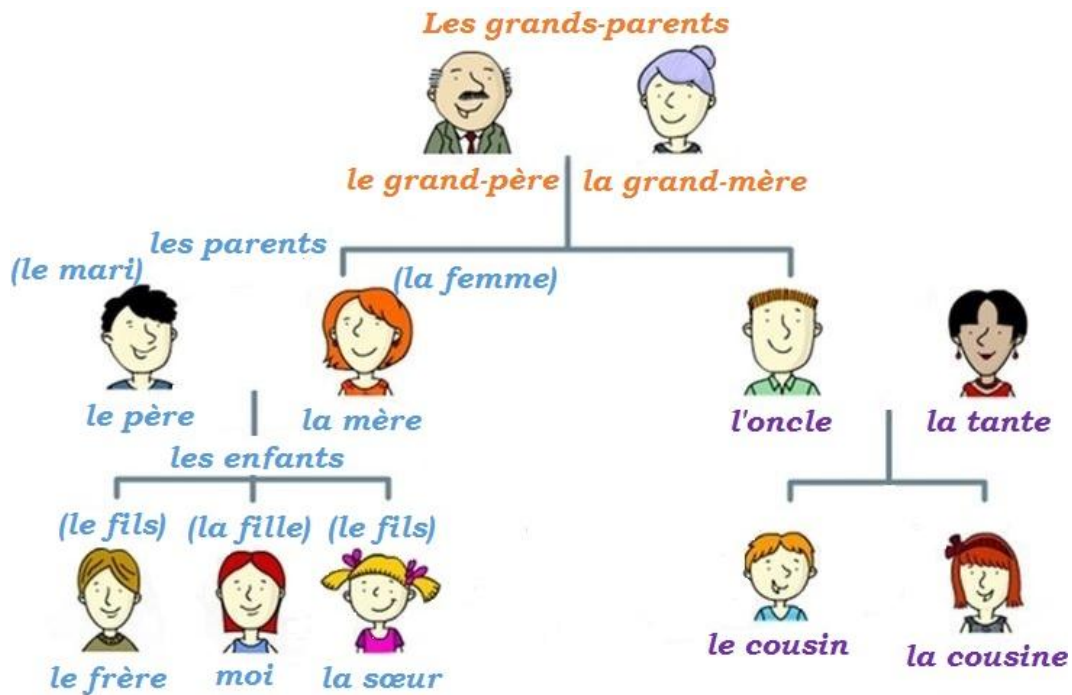 Les grands-parents
le grand-père
la grand-mère
les parents
(le mari)
(la femme)
le père
la mère
l'oncle
la tante
les enfants
(le fils)
(la fille)
(le fils)
le frère
moi
la sœur
le cousin
la cousine